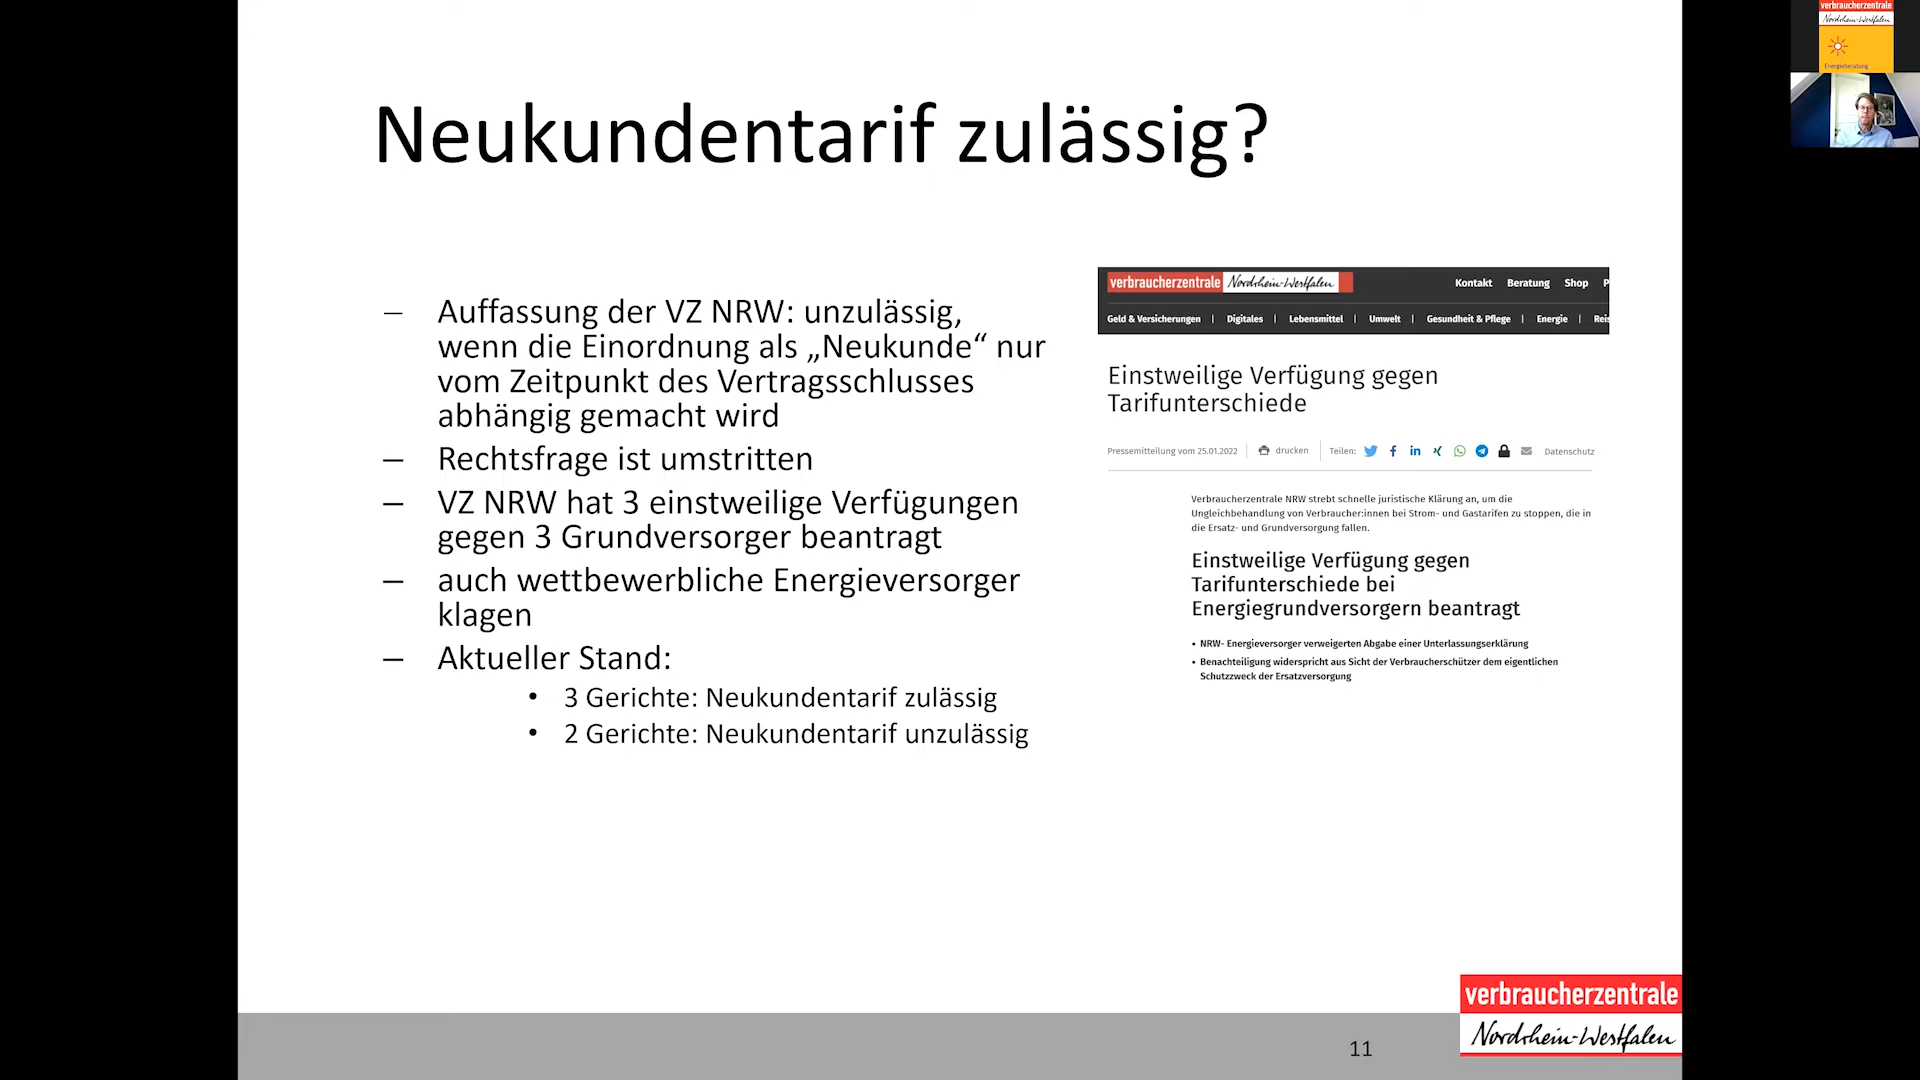 Neukundentarif zulässig?
– Auffassung der VZ NRW: unzulässig,
wenn die Einordnung als „Neukunde“ nur
vom Zeitpunkt des Vertragsschlusses
abhängig gemacht wird
– Rechtsfrage ist umstritten
– VZ NRW hat 3 einstweilige Verfügungen
gegen 3 Grundversorger beantragt
– auch wettbewerbliche Energieversorger
klagen
– Aktueller Stand:
• 3 Gerichte: Neukundentarif zulässig
• 2 Gerichte: Neukundentarif unzulässig
verbraucherzentrale Nordrhein-Westfalen
Kontakt Beratung Shop P
Geld & Versicherungen | Digitales | Lebensmittel | Umwelt | Gesundheit & Pflege | Energie | Reis
Einstweilige Verfügung gegen
Tarifunterschiede
Pressemitteilung vom 25.01.2022 drucken Teilen: Datenschutz
Verbraucherzentrale NRW strebt schnelle juristische Klärung an, um die
Ungleichbehandlung von Verbraucher:innen bei Strom- und Gastarifen zu stoppen, die in
die Ersatz- und Grundversorgung fallen.
Einstweilige Verfügung gegen
Tarifunterschiede bei
Energiegrundversorgern beantragt
• NRW- Energieversorger verweigerten Abgabe einer Unterlassungserklärung
• Benachteiligung widerspricht aus Sicht der Verbraucherschützer dem eigentlichen
Schutzzweck der Ersatzversorgung
11
verbraucherzentrale
Nordrhein-Westfalen
verbraucherzentrale
Nordrhein-Westfalen
Energieberatung